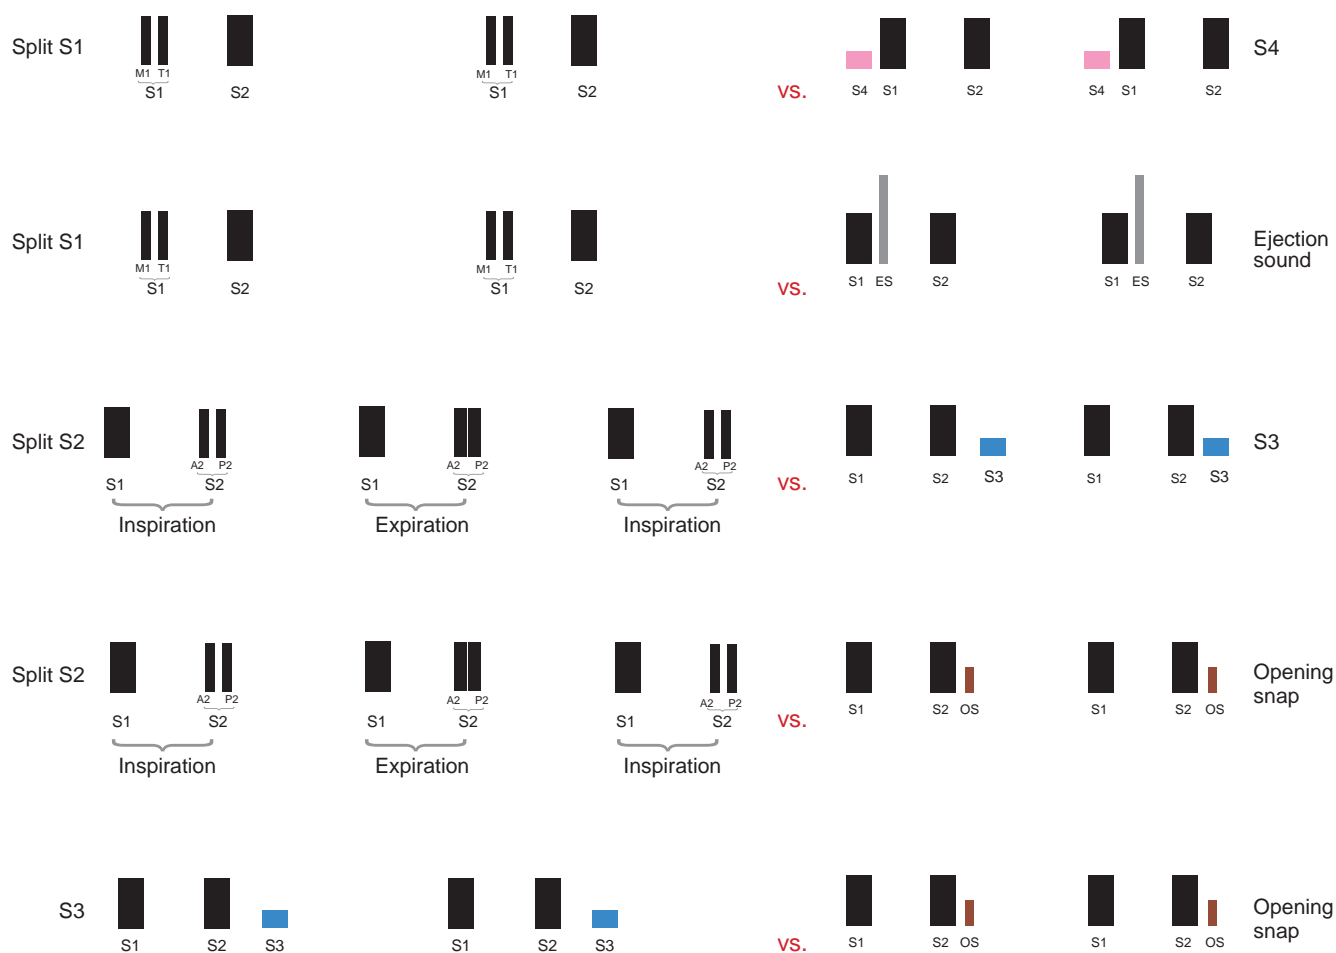 Split S1
M1 T1
S1
S2
M1 T1
S1
S2
vs.
S4 S1 S2
S4 S1 S2
S4
Split S1
M1 T1
S1
S2
M1 T1
S1
S2
vs.
S1 ES S2
S1 ES S2
Ejection
sound
Split S2
S1
A2 P2
S2
Inspiration
S1
A2 P2
S2
Expiration
S1
A2 P2
S2
Inspiration
vs.
S1 S2 S3
S1 S2 S3
S3
Split S2
S1
A2 P2
S2
Inspiration
S1
A2 P2
S2
Expiration
S1
A2 P2
S2
Inspiration
vs.
S1 S2 OS
S1 S2 OS
Opening
snap
S3
S1 S2 S3
S1 S2 S3
vs.
S1 S2 OS
S1 S2 OS
Opening
snap